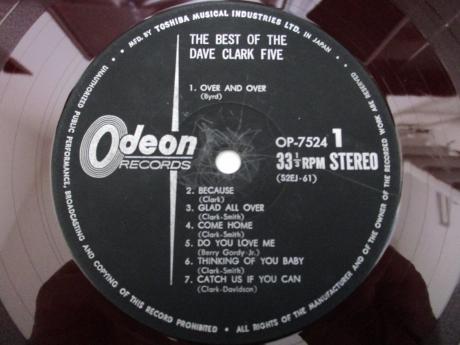 MFD. BY TOSHIBA MUSICAL INDUSTRIES LTD. IN JAPAN
THE BEST OF THE
DAVE CLARK FIVE
1. OVER AND OVER
(Byrd)
Odeon
RECORDS
OP-7524 1
33⅓ RPM STEREO
(S2EJ-61)
2. BECAUSE
(Clark)
3. GLAD ALL OVER
(Clark-Smith)
4. COME HOME
(Clark-Smith)
5. DO YOU LOVE ME
(Berry Gordy-Jr.)
6. THINKING OF YOU BABY
(Clark-Smith)
7. CATCH US IF YOU CAN
(Clark-Davidson)
UNAUTHORIZED PUBLIC PERFORMANCE, BROADCASTING AND COPYING OF THIS RECORD PROHIBITED • ALL RIGHTS OF THE MANUFACTURER AND OF THE OWNER OF THE RECORDED WORK ARE RESERVED